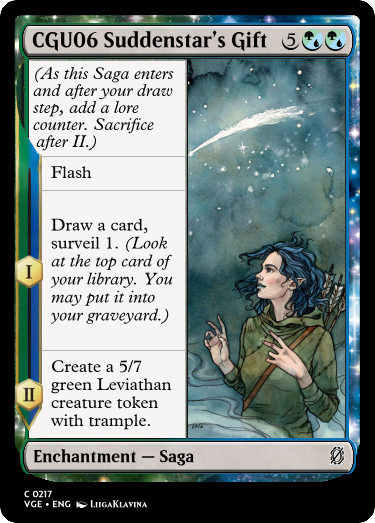 CGU06 Suddenstar's Gift 5
(As this Saga enters
and after your draw
step, add a lore
counter. Sacrifice
after II.)
Flash
I
Draw a card,
surveil 1. (Look
at the top card of
your library. You
may put it into
your graveyard.)
II
Create a 5/7
green Leviathan
creature token
with trample.
Enchantment — Saga
C 0217
VGE • ENG LIIGAKLAVINA